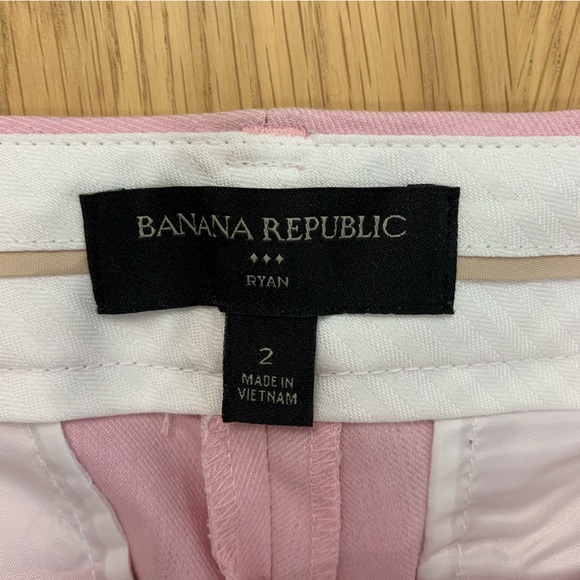 BANANA REPUBLIC
RYAN
2
MADE IN
VIETNAM